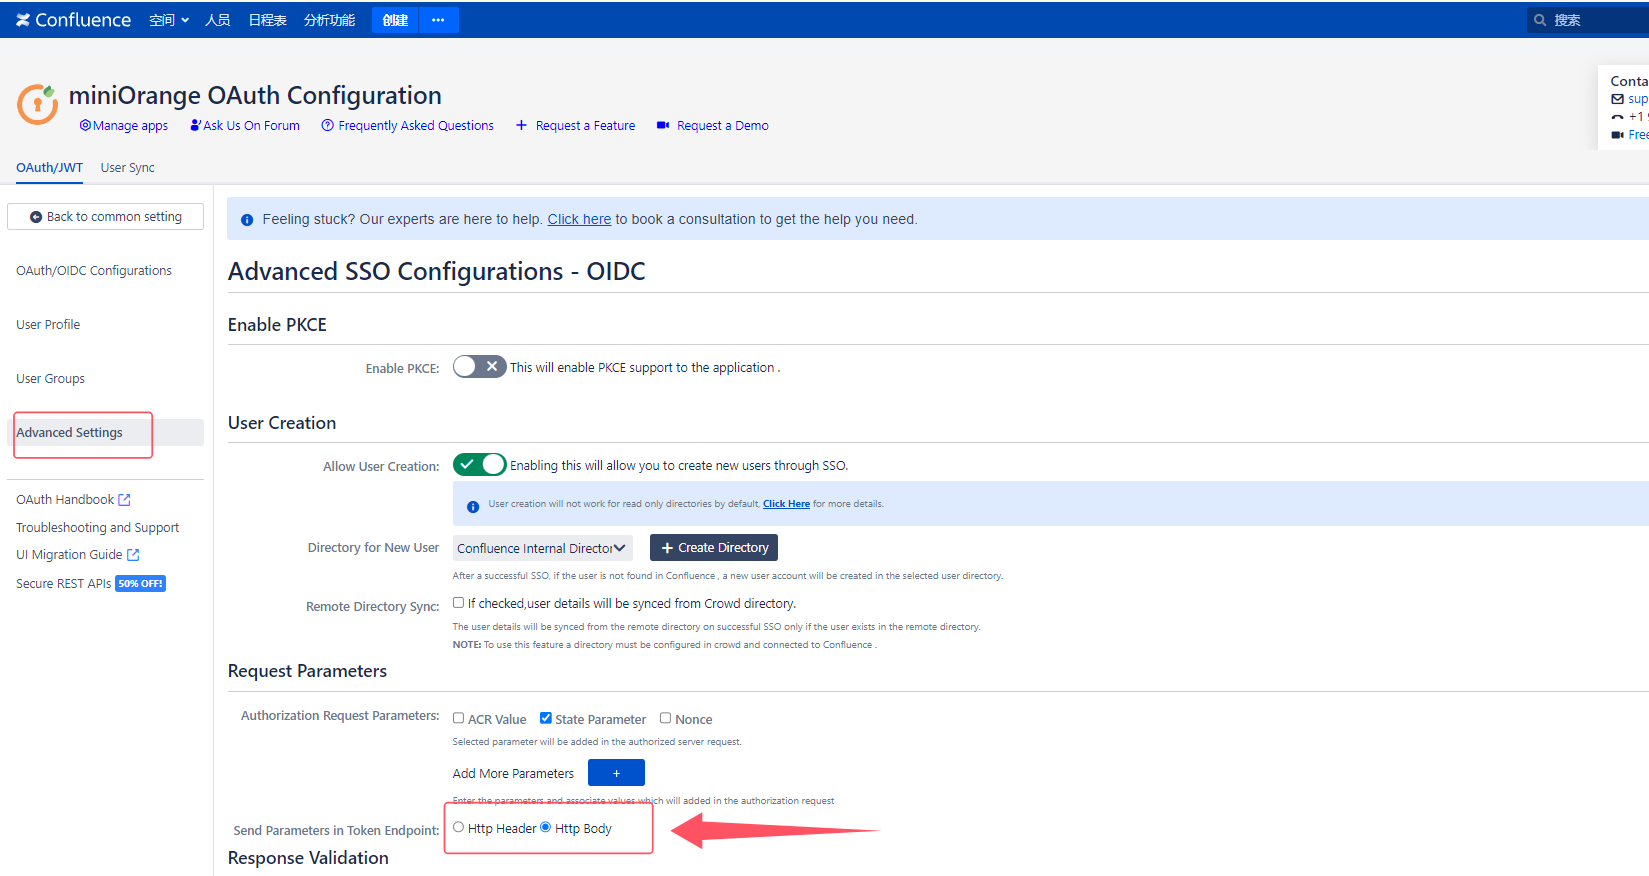 Confluence 空间 人员 日程表 分析功能 创建 ··· 搜索
miniOrange OAuth Configuration
Manage apps Ask Us On Forum Frequently Asked Questions + Request a Feature Request a Demo
Conta
sup
+1
Free
OAuth/JWT User Sync
Back to common setting
OAuth/OIDC Configurations
User Profile
User Groups
Advanced Settings
OAuth Handbook
Troubleshooting and Support
UI Migration Guide
Secure REST APIs 50% OFF!
Feeling stuck? Our experts are here to help. Click here to book a consultation to get the help you need.
Advanced SSO Configurations - OIDC
Enable PKCE
Enable PKCE: This will enable PKCE support to the application .
User Creation
Allow User Creation: Enabling this will allow you to create new users through SSO.
User creation will not work for read only directories by default, Click Here for more details.
Directory for New User Confluence Internal Director + Create Directory
After a successful SSO, if the user is not found in Confluence , a new user account will be created in the selected user directory.
Remote Directory Sync: If checked,user details will be synced from Crowd directory.
The user details will be synced from the remote directory on successful SSO only if the user exists in the remote directory.
NOTE: To use this feature a directory must be configured in crowd and connected to Confluence .
Request Parameters
Authorization Request Parameters: ACR Value State Parameter Nonce
Selected parameter will be added in the authorized server request.
Add More Parameters +
Enter the parameters and associate values which will added in the authorization request
Send Parameters in Token Endpoint: Http Header Http Body
Response Validation